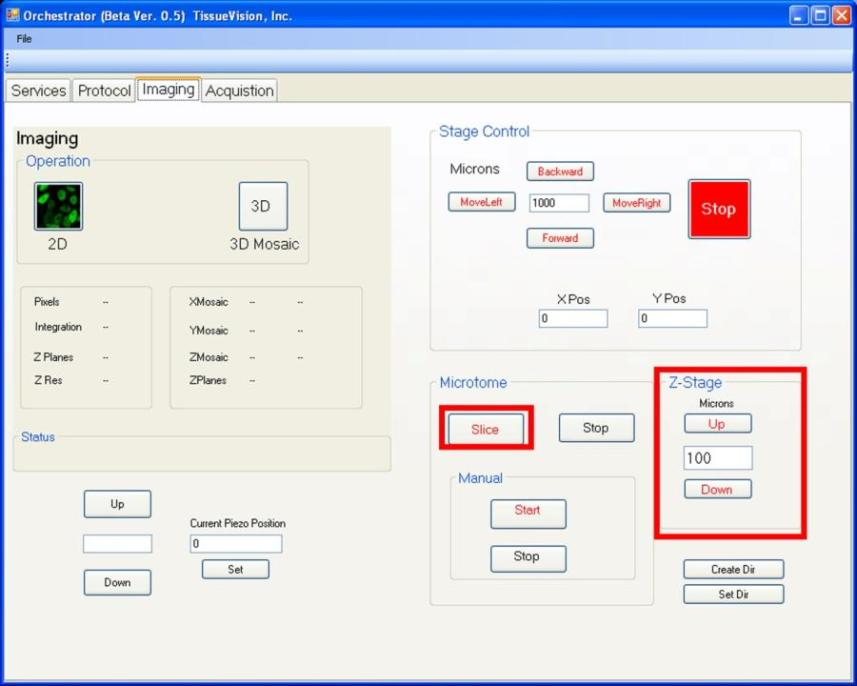 Orchestrator (Beta Ver. 0.5) TissueVision, Inc.
File
Services Protocol Imaging Acquistion
Imaging
Operation
3D
2D 3D Mosaic
Pixels --
Integration --
Z Planes --
Z Res --
XMosaic -- --
YMosaic -- --
ZMosaic -- --
ZPlanes --
Status
Up
Down
Current Piezo Position
0
Set
Stage Control
Microns Backward
MoveLeft 1000 MoveRight
Forward
Stop
X Pos Y Pos
0 0
Microtome
Slice Stop
Manual
Start
Stop
Z-Stage
Microns
Up
100
Down
Create Dir
Set Dir